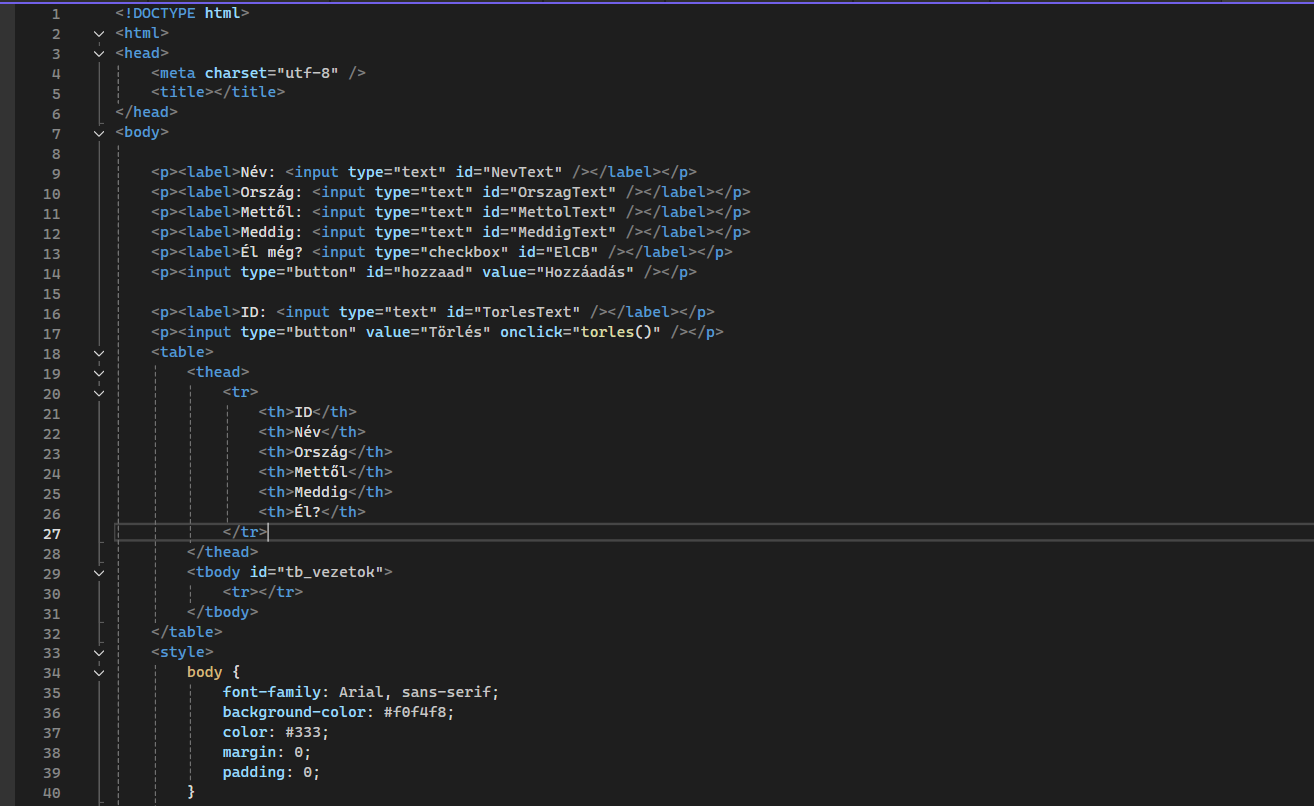 1 <!DOCTYPE html>
2 <html>
3 <head>
4     <meta charset="utf-8" />
5     <title></title>
6 </head>
7 <body>
8
9     <p><label>Név: <input type="text" id="NevText" /></label></p>
10     <p><label>Ország: <input type="text" id="OrszagText" /></label></p>
11     <p><label>Mettől: <input type="text" id="MettolText" /></label></p>
12     <p><label>Meddig: <input type="text" id="MeddigText" /></label></p>
13     <p><label>Él még? <input type="checkbox" id="ElCB" /></label></p>
14     <p><input type="button" id="hozzaad" value="Hozzáadás" /></p>
15
16     <p><label>ID: <input type="text" id="TorlesText" /></label></p>
17     <p><input type="button" value="Törlés" onclick="torles()" /></p>
18     <table>
19         <thead>
20             <tr>
21                 <th>ID</th>
22                 <th>Név</th>
23                 <th>Ország</th>
24                 <th>Mettől</th>
25                 <th>Meddig</th>
26                 <th>Él?</th>
27             </tr>
28         </thead>
29         <tbody id="tb_vezetok">
30             <tr></tr>
31         </tbody>
32     </table>
33     <style>
34         body {
35             font-family: Arial, sans-serif;
36             background-color: #f0f4f8;
37             color: #333;
38             margin: 0;
39             padding: 0;
40         }